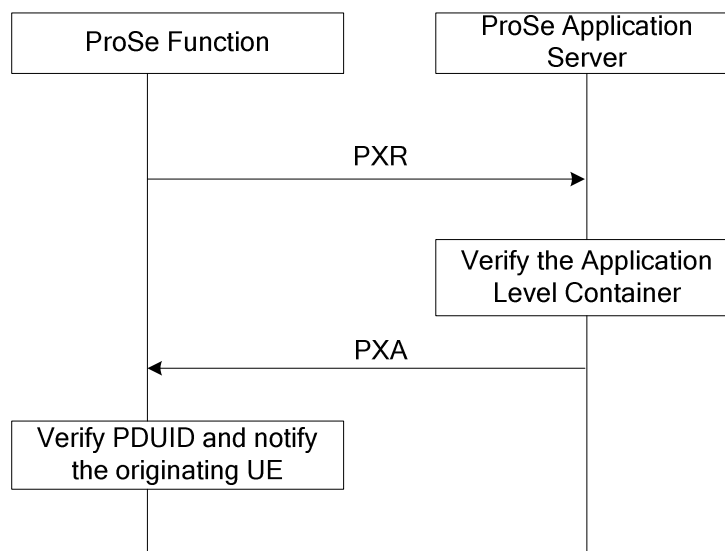 ProSe Function
ProSe Application
Server
PXR
Verify the Application
Level Container
PXA
Verify PDUID and notify
the originating UE